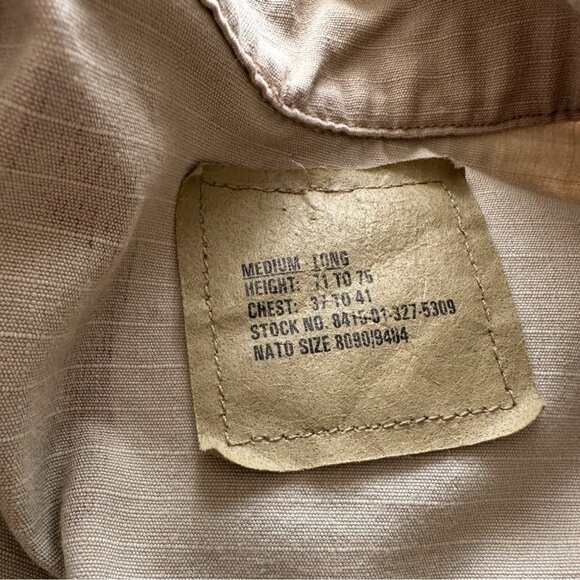 MEDIUM LONG
HEIGHT: 71 TO 75
CHEST: 37 TO 41
STOCK NO. 8415-01-327-5309
NATO SIZE 8090/9404